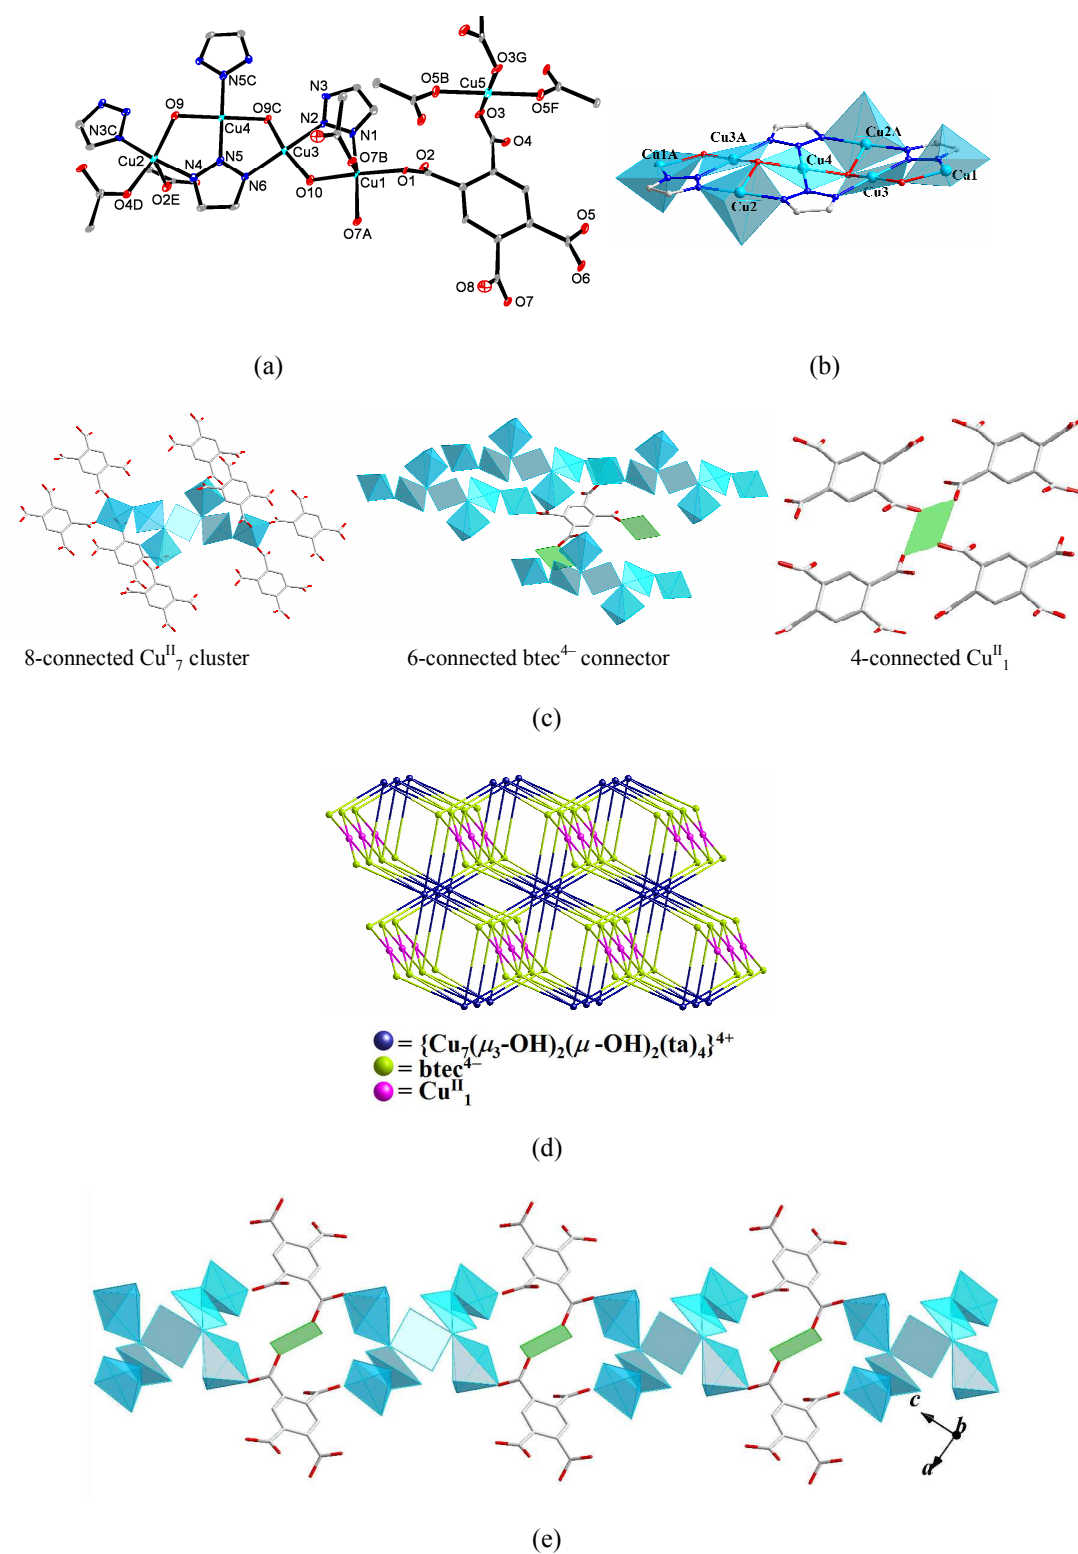 N5C
O9
O9C
N3
N3C
Cu4
N2
N1
Cu2
N4
N5
Cu3
O7B
O2
N6
O10
Cu1
O1
O4D
O2E
O7A
O3G
O5B
Cu5
O5F
O3
O4
O5
O6
O8
O7
(a)
Cu3A
Cu2A
Cu1A
Cu4
Cu1
Cu2
Cu3
(b)
8-connected Cuᴵᴵ₇ cluster
6-connected btec⁴⁻ connector
4-connected Cuᴵᴵ₁
(c)
= {Cu₇(μ₃-OH)₂(μ -OH)₂(ta)₄}⁴⁺
= btec⁴⁻
= Cuᴵᴵ₁
(d)
c
b
a
(e)